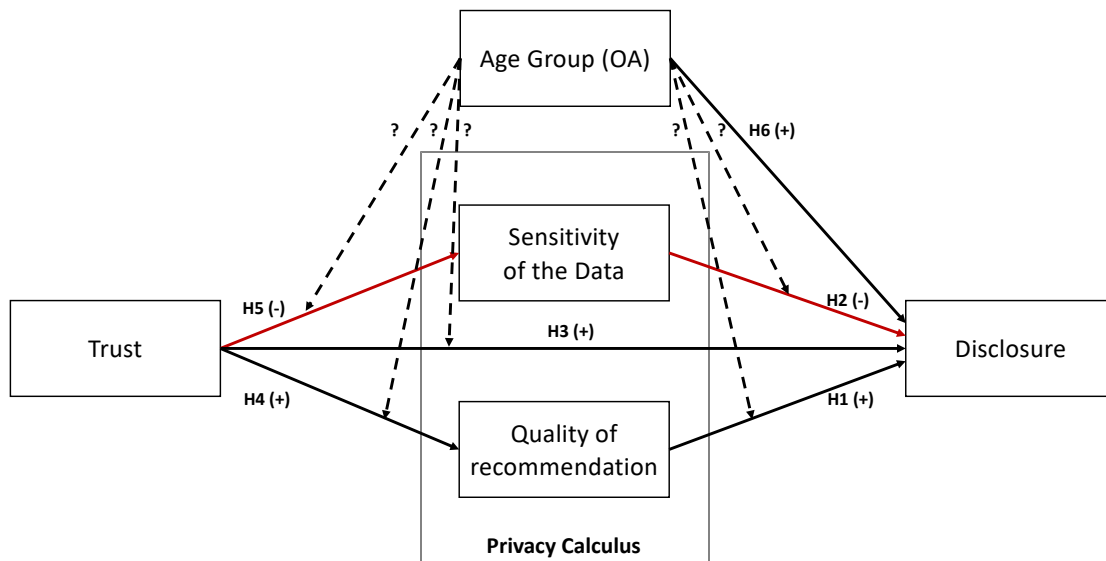 Age Group (OA)
? ? ? ? ? H6 (+)
Sensitivity
of the Data
H5 (-)
H2 (-)
Trust
H3 (+)
Disclosure
H4 (+)
H1 (+)
Quality of
recommendation
Privacy Calculus